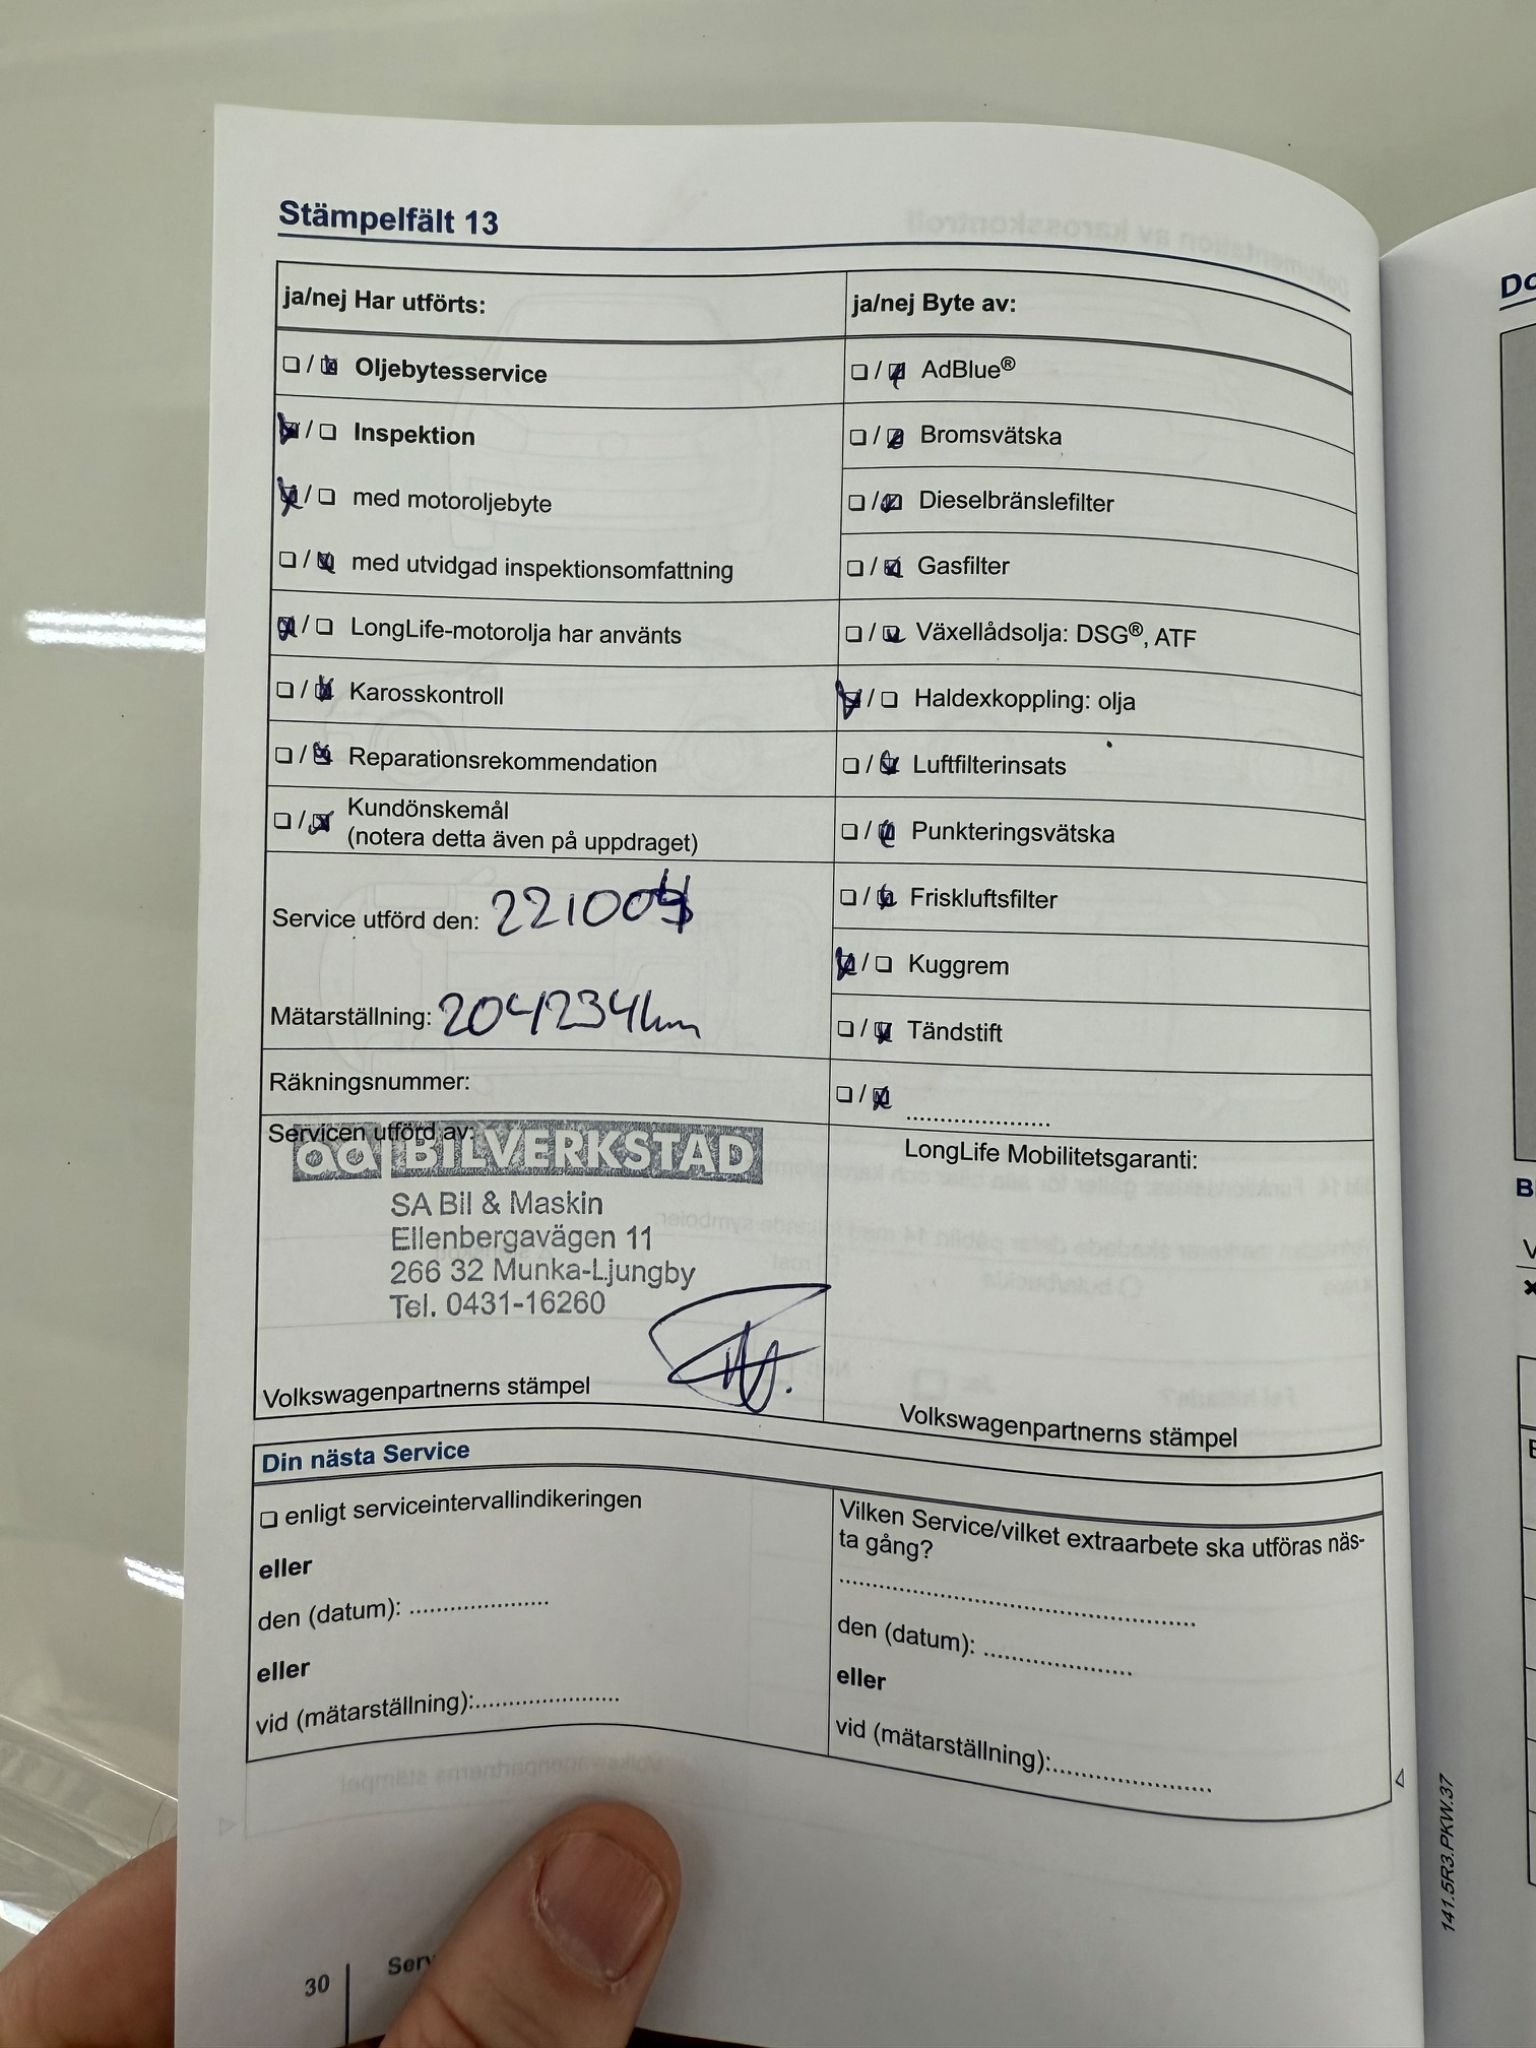 Stämpelfält 13
ja/nej Har utförts:
Oljebytesservice
Inspektion
med motoroljebyte
med utvidgad inspektionsomfattning
LongLife-motorolja har använts
Karosskontroll
Reparationsrekommendation
Kundönskemål
(notera detta även på uppdraget)
Service utförd den: 
Mätarställning: 204234km
Räkningsnummer:
Servicen utförd av:
BILVERKSTAD
SA Bil & Maskin
Ellenbergavägen 11
266 32 Munka-Ljungby
Tel. 0431-16260
Volkswagenpartnerns stämpel
ja/nej Byte av:
AdBlue®
Bromsvätska
Dieselbränslefilter
Gasfilter
Växellådsolja: DSG®, ATF
Haldexkoppling: olja
Luftfilterinsats
Punkteringsvätska
Friskluftsfilter
Kuggrem
Tändstift
LongLife Mobilitetsgaranti:
Volkswagenpartnerns stämpel
Din nästa Service
enligt serviceintervallindikeringen
eller
den (datum):
eller
vid (mätarställning):
Vilken Service/vilket extraarbete ska utföras näs-
ta gång?
den (datum):
eller
vid (mätarställning):
30
141.5R3.PKW.37